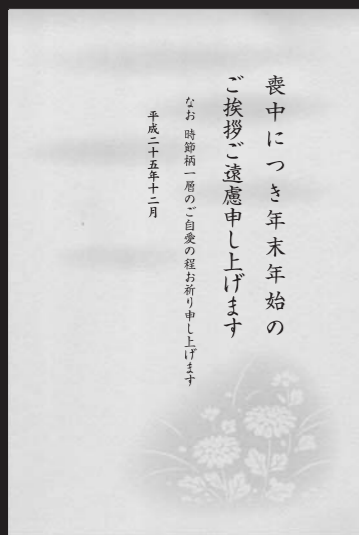 喪中につき年末年始の
ご挨拶ご遠慮申し上げます
なお 時節柄一層のご自愛の程お祈り申し上げます
平成二十五年十二月